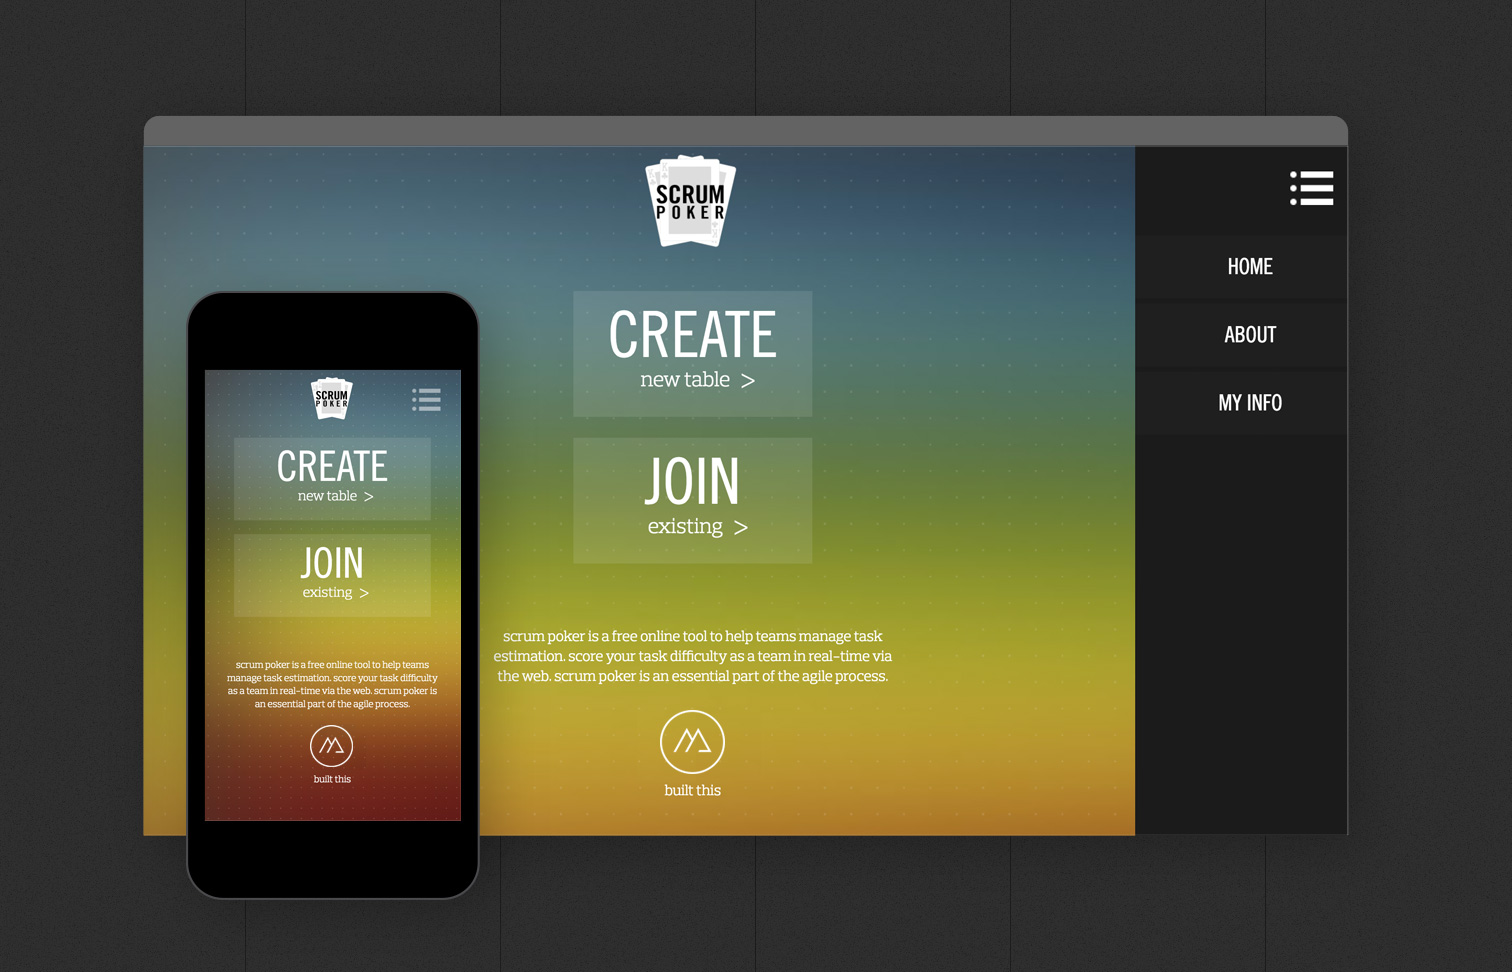 SCRUM
POKER
CREATE
new table >
JOIN
existing >
scrum poker is a free online tool to help teams manage task
estimation. score your task difficulty as a team in real-time via
the web. scrum poker is an essential part of the agile process.
built this
HOME
ABOUT
MY INFO
SCRUM
POKER
CREATE
new table >
JOIN
existing >
scrum poker is a free online tool to help teams
manage task estimation. score your task difficulty
as a team in real-time via the web. scrum poker is
an essential part of the agile process.
built this